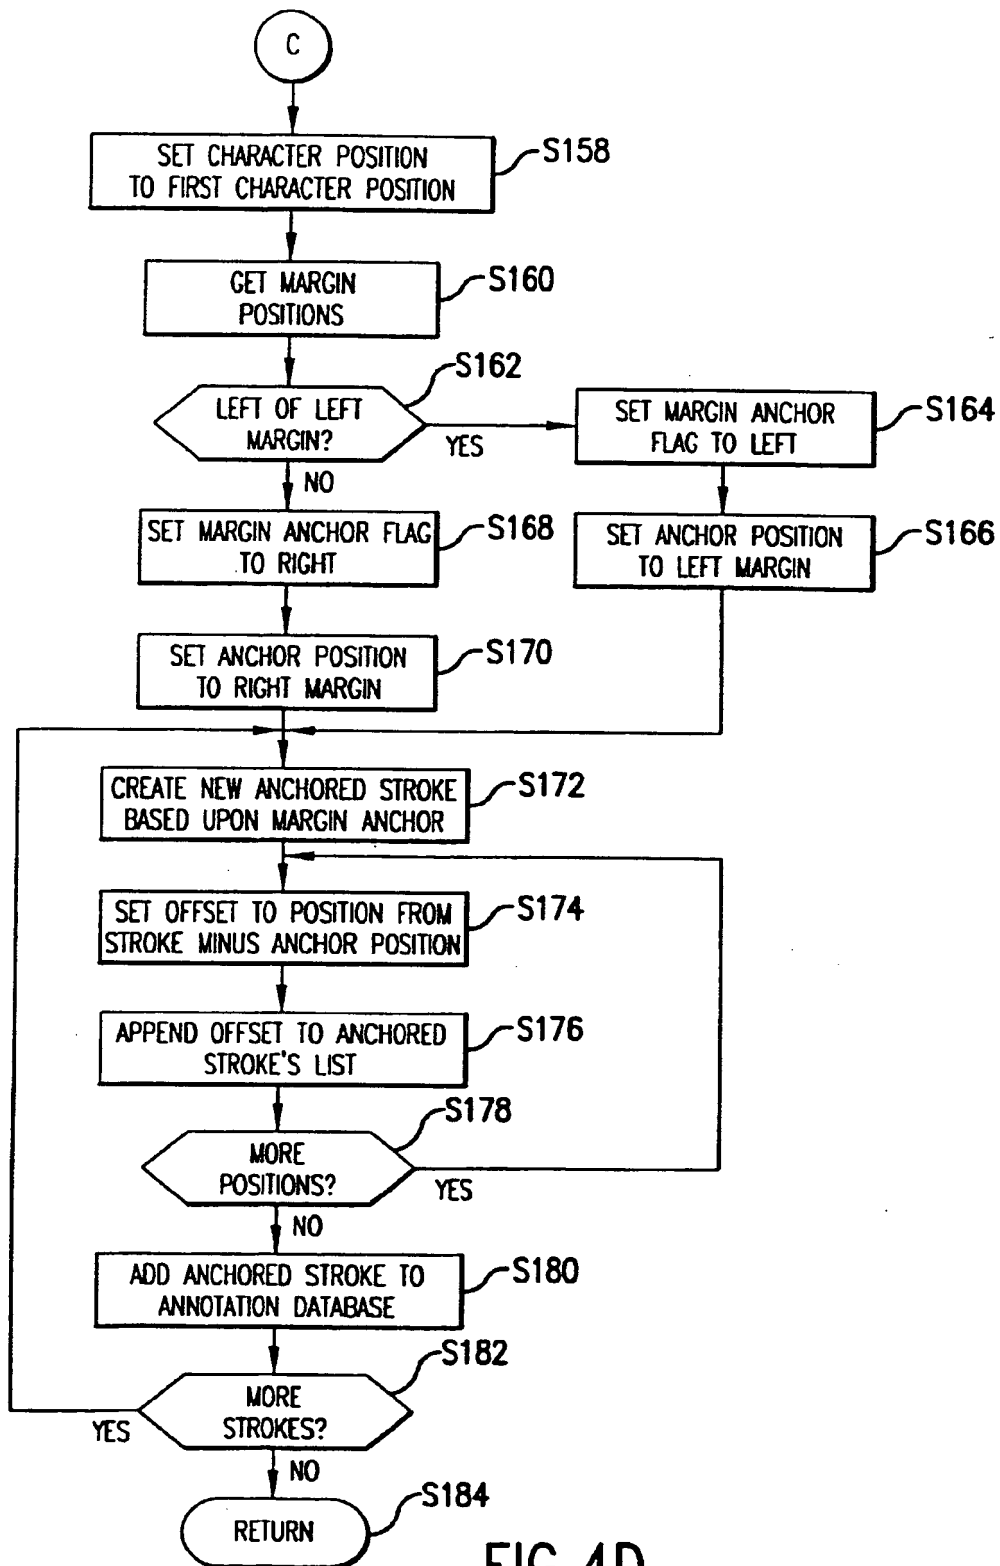 C
SET CHARACTER POSITION
TO FIRST CHARACTER POSITION
S158
GET MARGIN
POSITIONS
S160
LEFT OF LEFT
MARGIN?
S162
YES
NO
SET MARGIN ANCHOR
FLAG TO LEFT
S164
SET ANCHOR POSITION
TO LEFT MARGIN
S166
SET MARGIN ANCHOR FLAG
TO RIGHT
S168
SET ANCHOR POSITION
TO RIGHT MARGIN
S170
CREATE NEW ANCHORED STROKE
BASED UPON MARGIN ANCHOR
S172
SET OFFSET TO POSITION FROM
STROKE MINUS ANCHOR POSITION
S174
APPEND OFFSET TO ANCHORED
STROKE'S LIST
S176
MORE
POSITIONS?
S178
YES
NO
ADD ANCHORED STROKE TO
ANNOTATION DATABASE
S180
MORE
STROKES?
S182
YES
NO
RETURN
S184
FIG. 4D